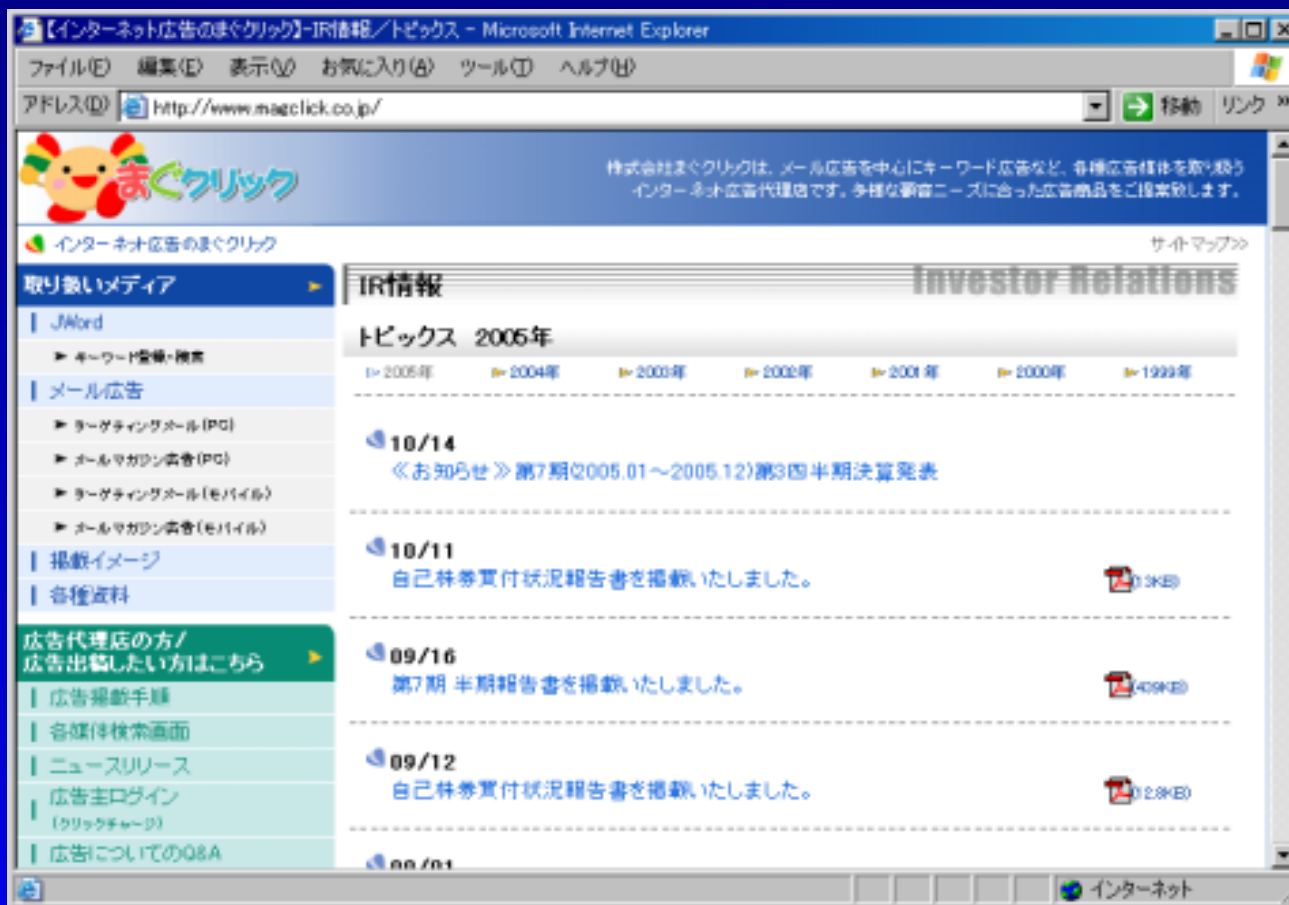 【インターネット広告のまぐクリック】-IR情報／トピックス - Microsoft Internet Explorer
ファイル(F) 編集(E) 表示(V) お気に入り(A) ツール(T) ヘルプ(H)
アドレス(D) http://www.magclick.co.jp/ 移動 リンク »
まぐクリック
株式会社まぐクリックは、メール広告を中心にキーワード広告など、各種広告媒体を取り扱う
インターネット広告代理店です。多様な顧客ニーズに合った広告商品をご提案致します。
インターネット広告のまぐクリック
サイトマップ>>
取り扱いメディア
JWord
キーワード登録・検索
メール広告
ターゲティングメール(PC)
メールマガジン広告(PC)
ターゲティングメール(モバイル)
メールマガジン広告(モバイル)
掲載イメージ
各種資料
広告代理店の方/
広告出稿したい方はこちら
広告掲載手順
各媒体検索画面
ニュースリリース
広告主ログイン
(クリックチャージ)
広告についてのQ&A
IR情報 Investor Relations
トピックス 2005年
2005年 2004年 2003年 2002年 2001年 2000年 1999年
10/14
≪お知らせ≫第7期(2005.01～2005.12)第3四半期決算発表
10/11
自己株券買付状況報告書を掲載いたしました。
09/16
第7期 半期報告書を掲載いたしました。
(409KB)
09/12
自己株券買付状況報告書を掲載いたしました。
(12.8KB)
インターネット